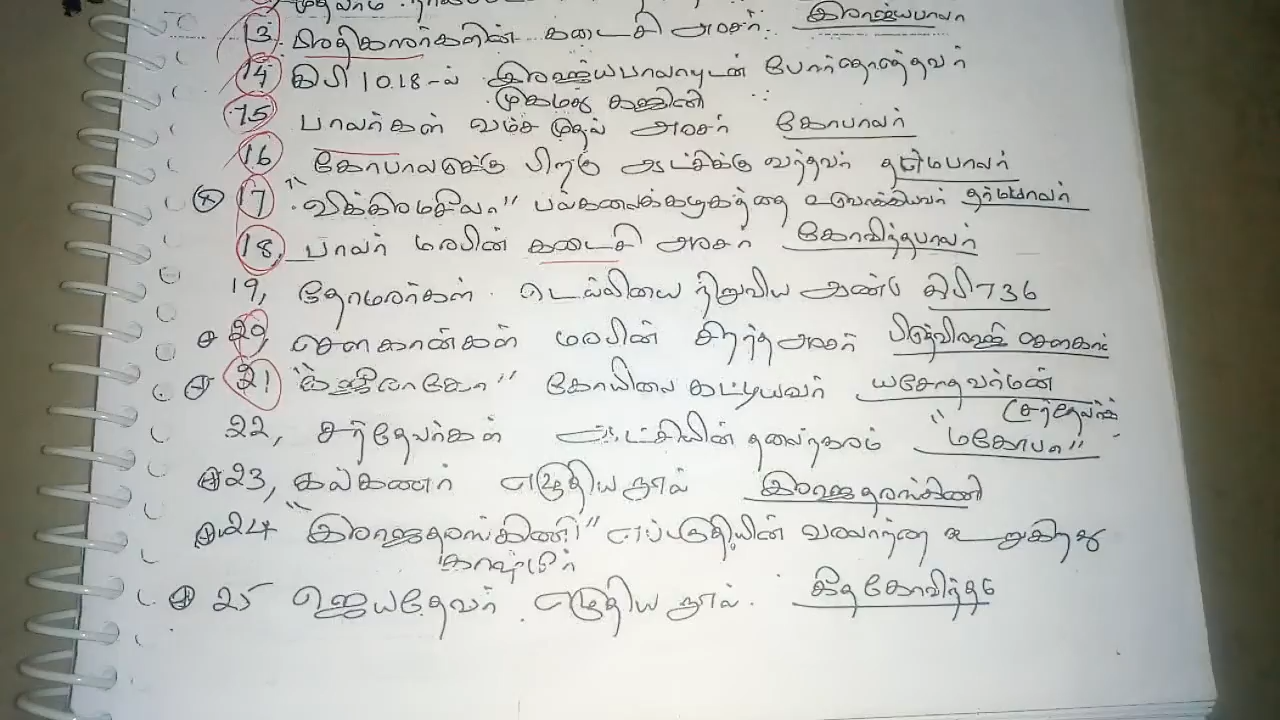 13. பிரதிகாரர்களின் கடைசி அரசர். இராஜ்யபாலா
14 கிபி 1018-ல் இராஜ்யபாலாவுடன் போர்தொடுத்தவர்
முகமது கஜினி
15 பாலர்கள் வம்ச முதல் அரசர் கோபாலர்
16 கோபாலருக்கு பிறகு ஆட்சிக்கு வந்தவர் தர்மபாலர்
17 "விக்கிரமசீலா" பல்கலைக்கழகத்தை உருவாக்கியவர் தர்மபாலர்
18, பாலர் மரபின் கடைசி அரசர் கோவிந்தபாலர்
19, தோமரர்கள். டெல்லியை நிறுவிய ஆண்டு கிபி 736
20, சௌகான்கள் மரபின் சிறந்த அரசர் பிருத்விராஜ் சௌகான்
21 "கஜுராகோ" கோயிலை கட்டியவர் யசோதவர்மன்
(சந்தேலர்கள்
22, சந்தேலர்கள் ஆட்சியின் தலைநகரம் "மகோபா"
23, கல்கணர் எழுதிய நூல் இராஜதரங்கிணி
24 "இராஜதரங்கிணி" எப்பகுதியின் வரலாற்றை கூறுகிறது
காஷ்மீர்
25 ஜெயதேவர். எழுதிய நூல். கீதகோவிந்தம்